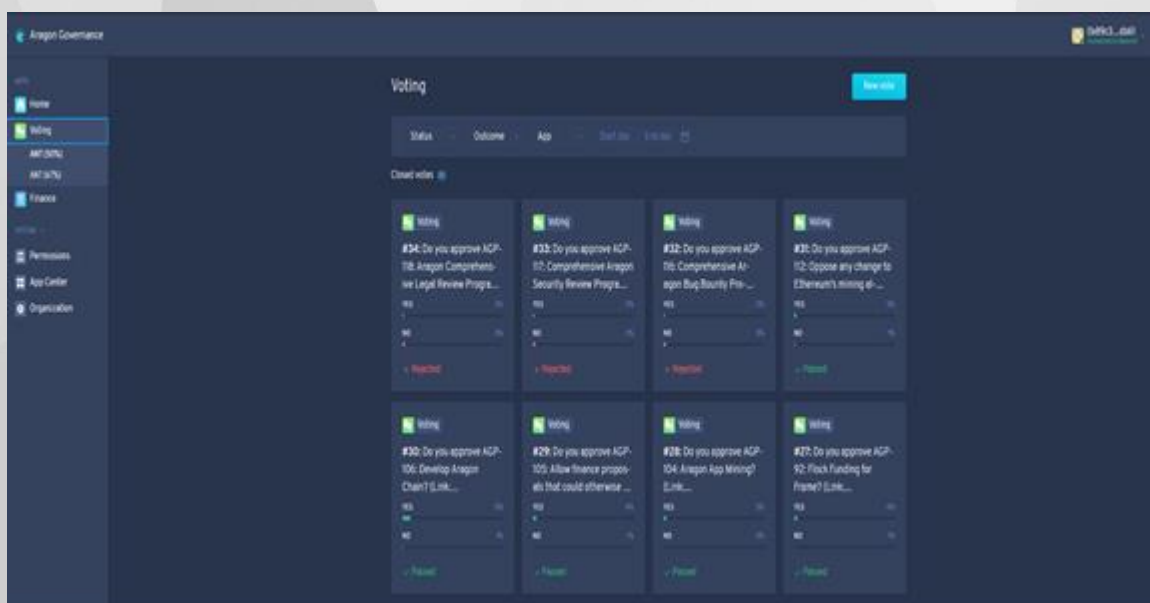 Aragon Governance
Home
Voting
ANT (50%)
ANT (67%)
Finance
Permissions
App Center
Organization
Voting
New vote
Status
Outcome
App
Closed votes
Voting
#34: Do you approve AGP-
118: Aragon Comprehens-
ive Legal Review Progra...
YES
NO
Rejected
Voting
#33: Do you approve AGP-
117: Comprehensive Aragon
Security Review Progra...
YES
NO
Rejected
Voting
#32: Do you approve AGP-
116: Comprehensive Ar-
agon Bug Bounty Pro-...
YES
NO
Rejected
Voting
#31: Do you approve AGP-
112: Oppose any change to
Ethereum's mining el-...
YES
NO
Passed
Voting
#30: Do you approve AGP-
106: Develop Aragon
Chain? (Link:...
YES
NO
Passed
Voting
#29: Do you approve AGP-
105: Allow finance propos-
als that could otherwise ...
YES
NO
Passed
Voting
#28: Do you approve AGP-
104: Aragon App Mining?
(Link:...
YES
NO
Passed
Voting
#27: Do you approve AGP-
92: Flock Funding for
Frame? (Link:...
YES
NO
Passed